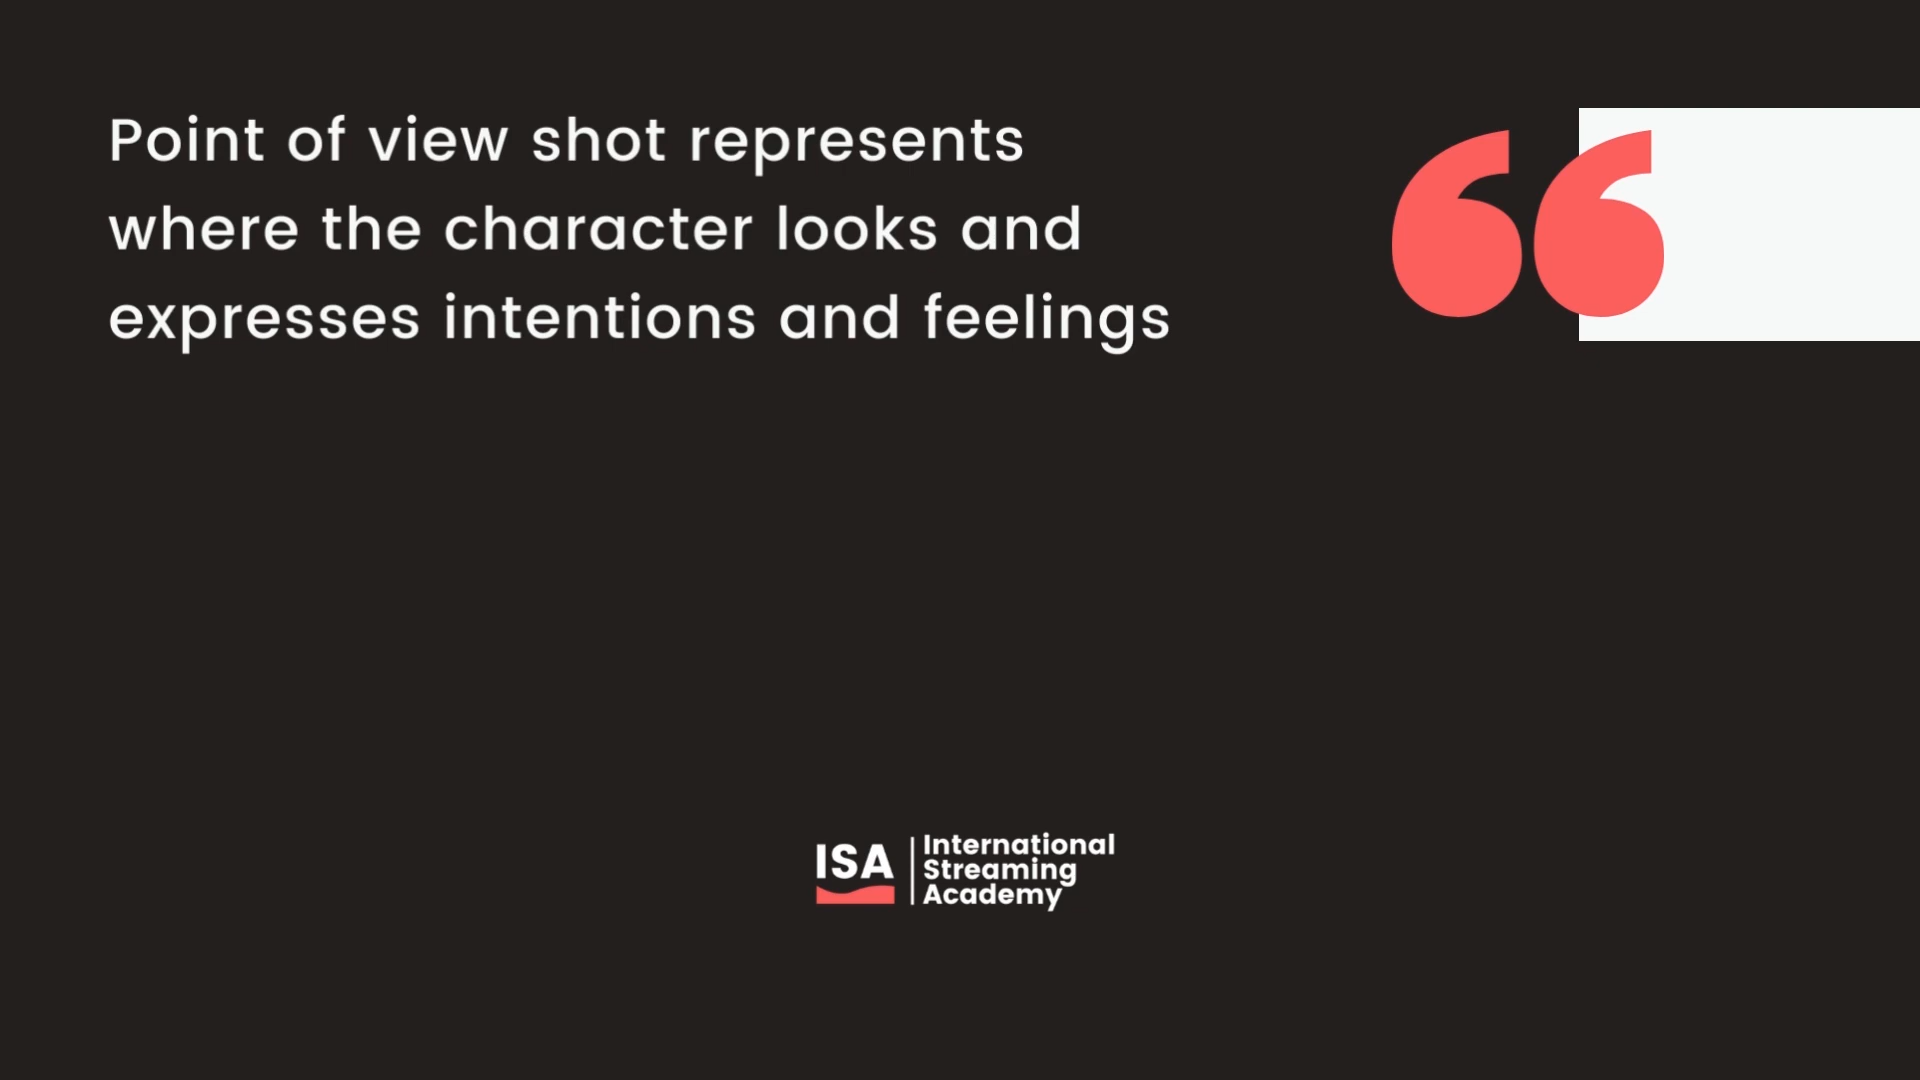 Point of view shot represents
where the character looks and
expresses intentions and feelings
“
ISA
International
Streaming
Academy